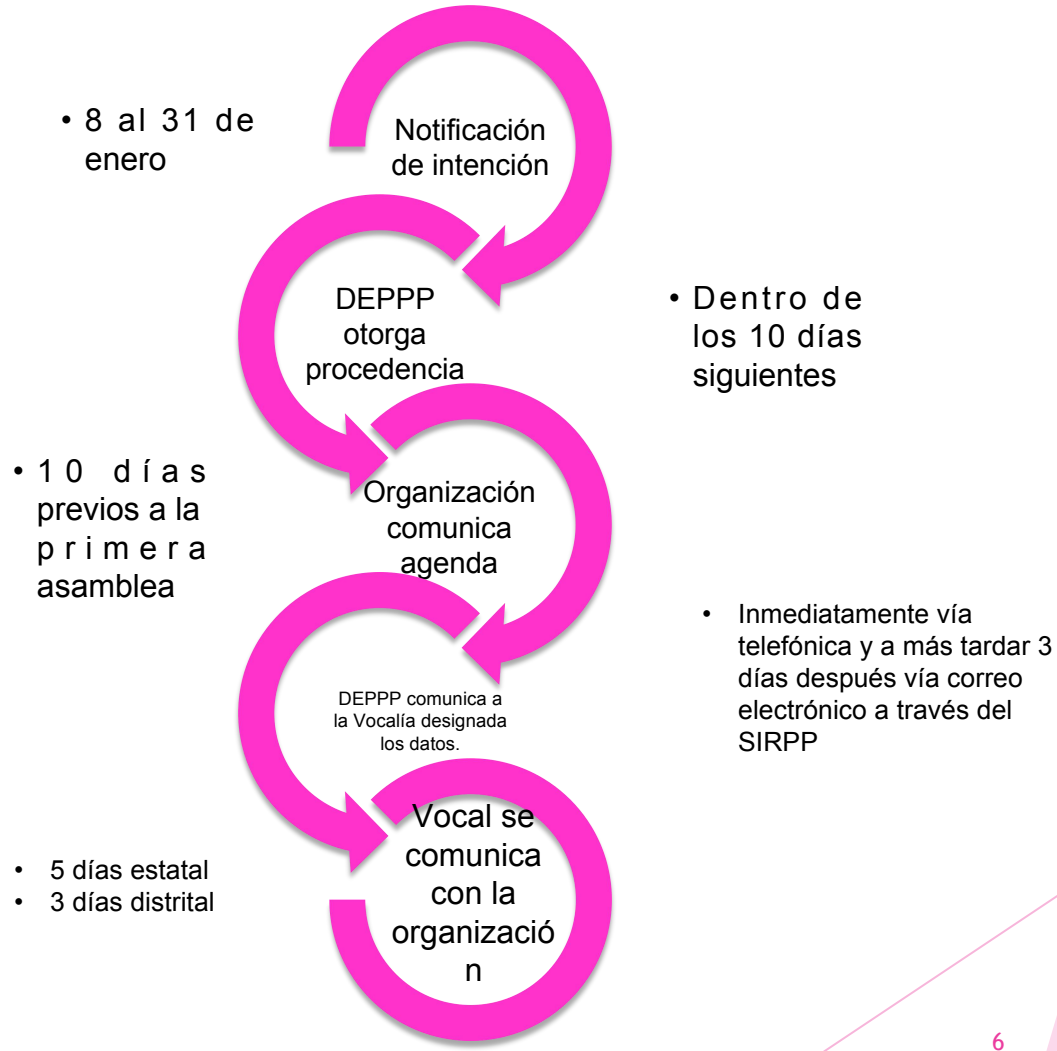 • 8 al 31 de
enero
Notificación
de intención
DEPPP
otorga
procedencia
• Dentro de
los 10 días
siguientes
• 10 días
previos a la
primera
asamblea
Organización
comunica
agenda
DEPPP comunica a
la Vocalía designada
los datos.
• Inmediatamente vía
telefónica y a más tardar 3
días después vía correo
electrónico a través del
SIRPP
• 5 días estatal
• 3 días distrital
Vocal se
comunica
con la
organizació
n
6